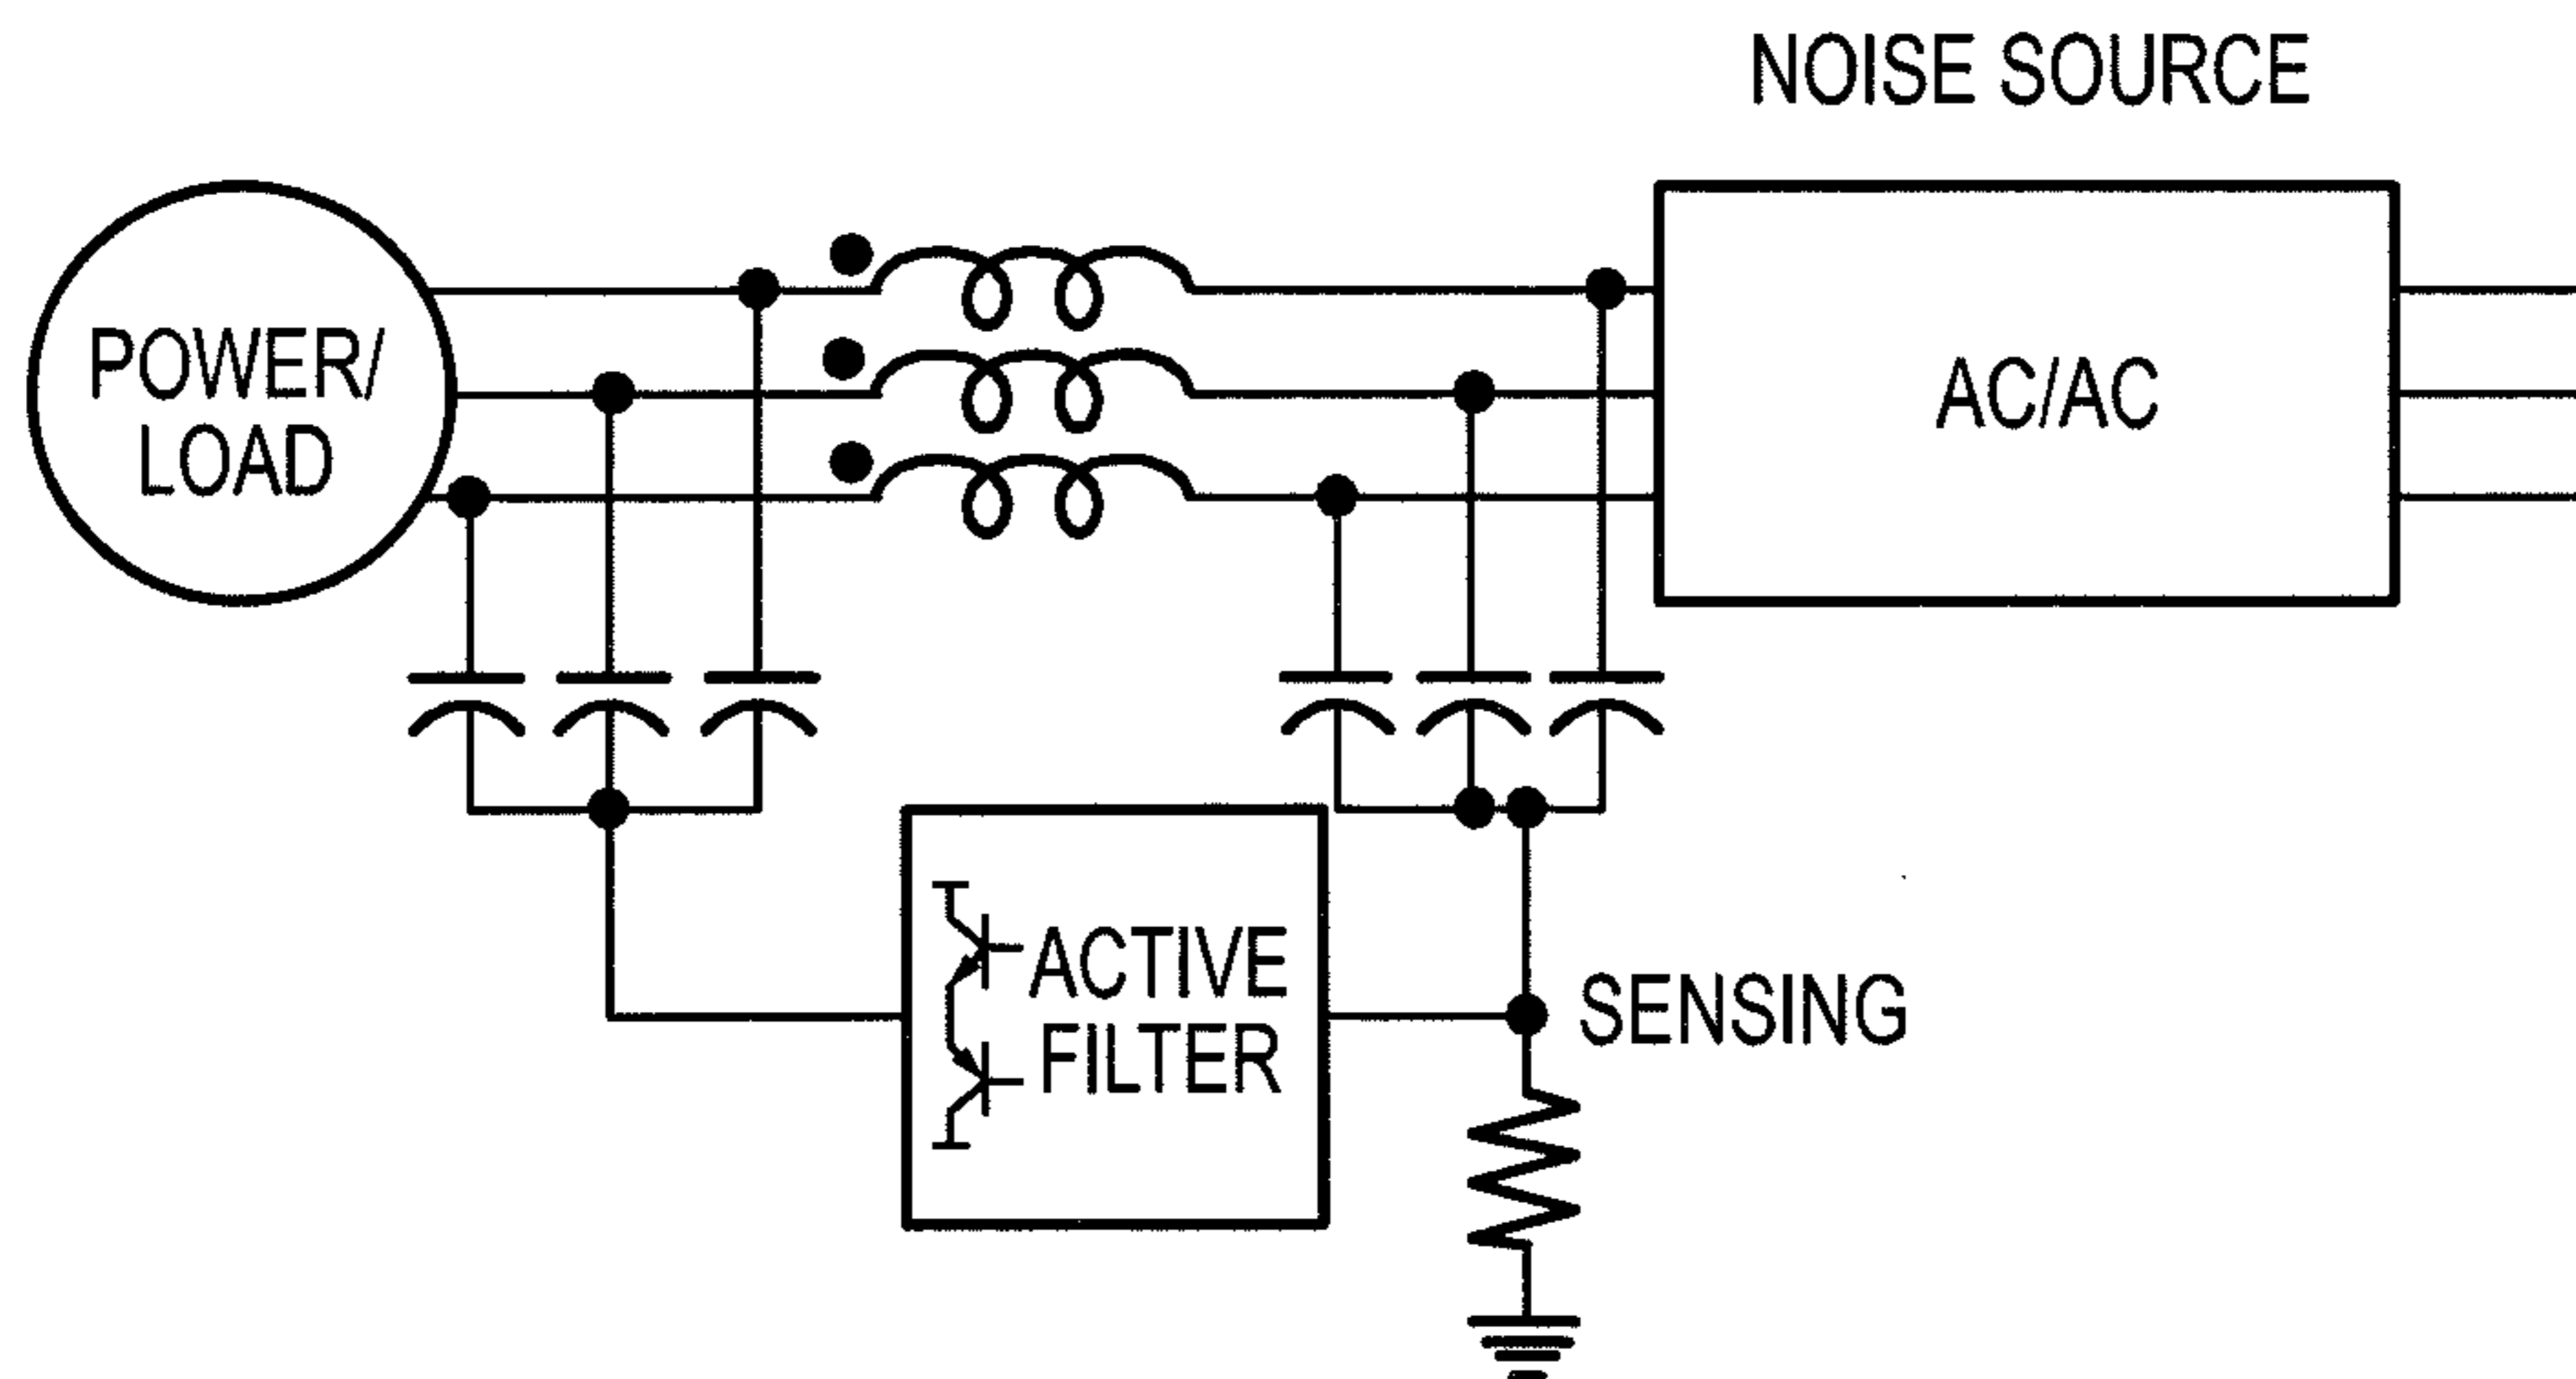 NOISE SOURCE
POWER/
LOAD
AC/AC
ACTIVE
FILTER
SENSING